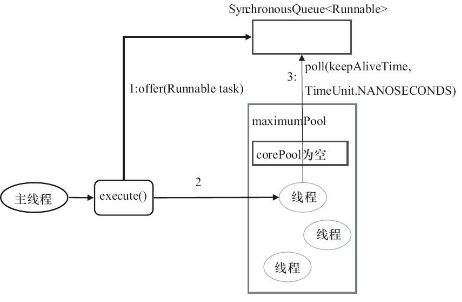 SynchronousQueue<Runnable>
1:offer(Runnable task)
3:
poll(keepAliveTime,
TimeUnit.NANOSECONDS)
maximumPool
corePool为空
主线程
execute()
2
线程
线程
线程